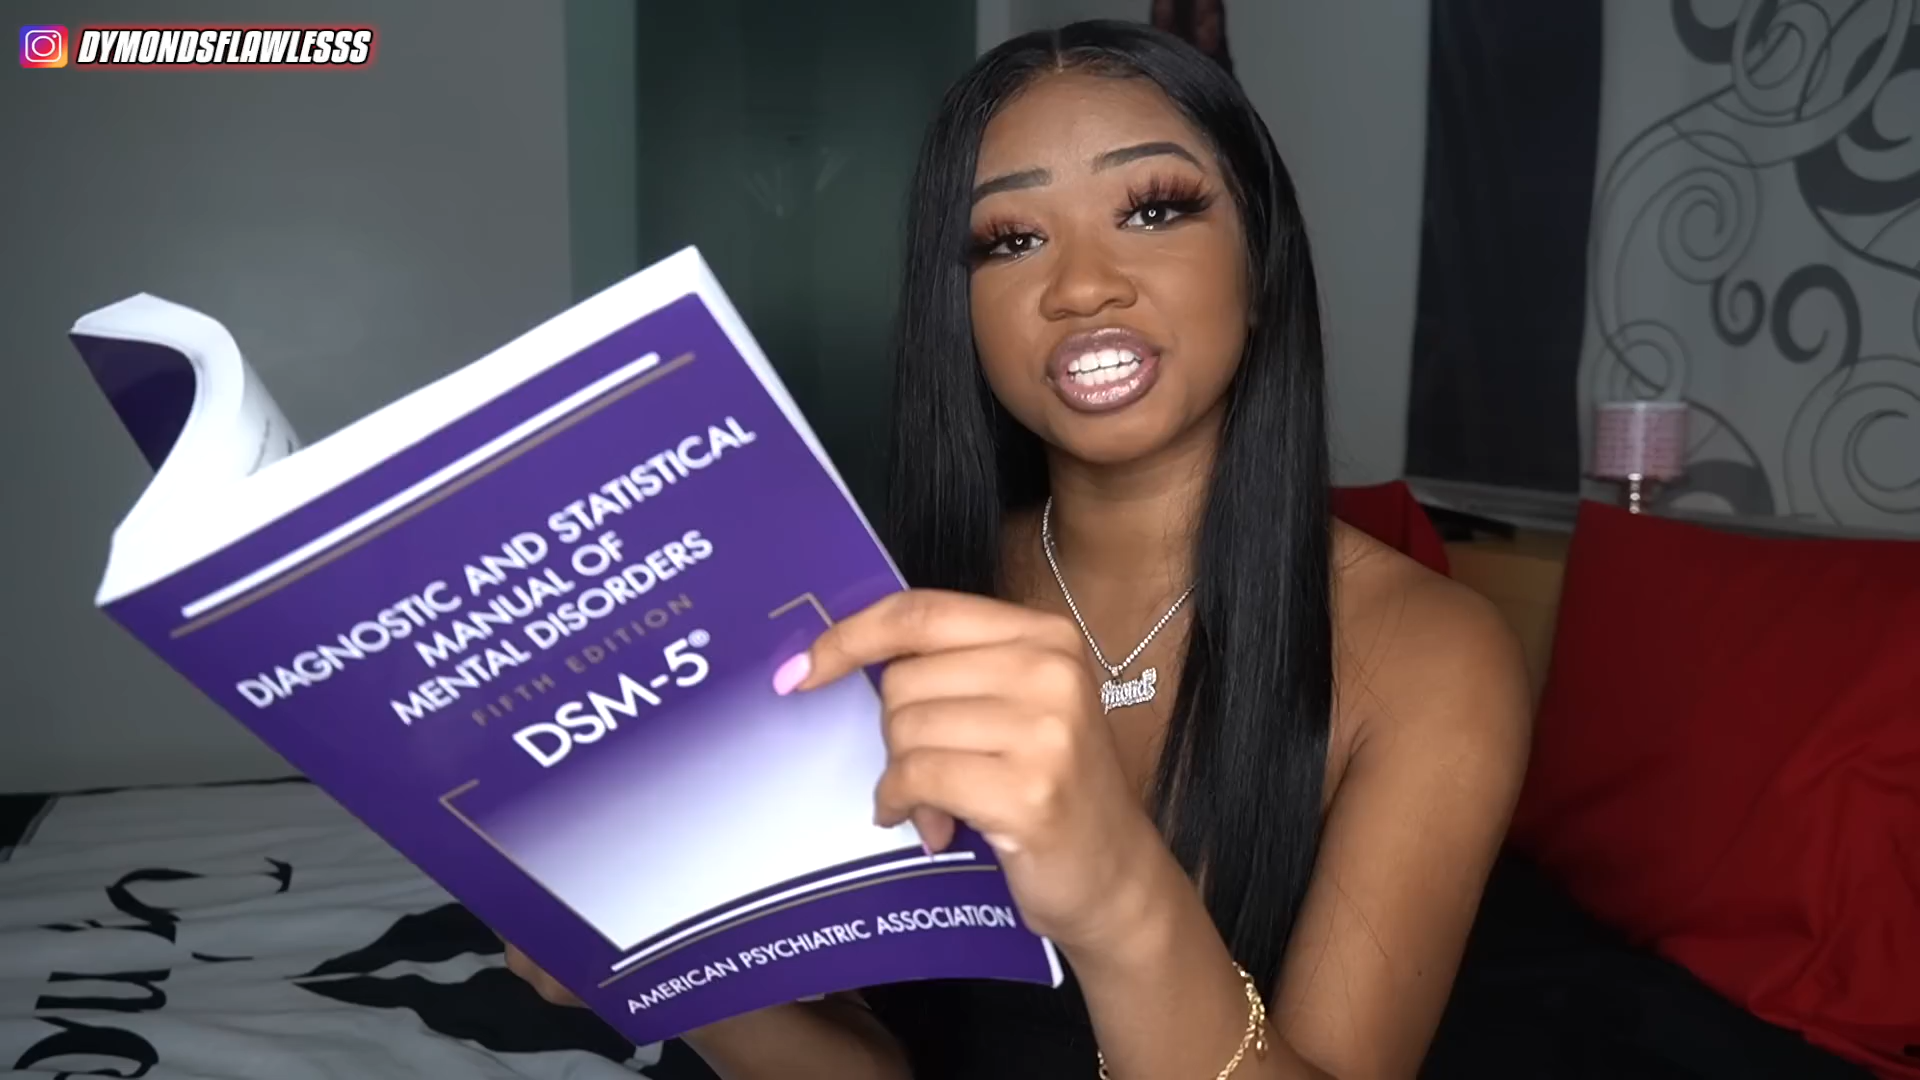 DYMONDSFLAWLESSS
DIAGNOSTIC AND STATISTICAL
MANUAL OF
MENTAL DISORDERS
FIFTH EDITION
DSM-5®
AMERICAN PSYCHIATRIC ASSOCIATION